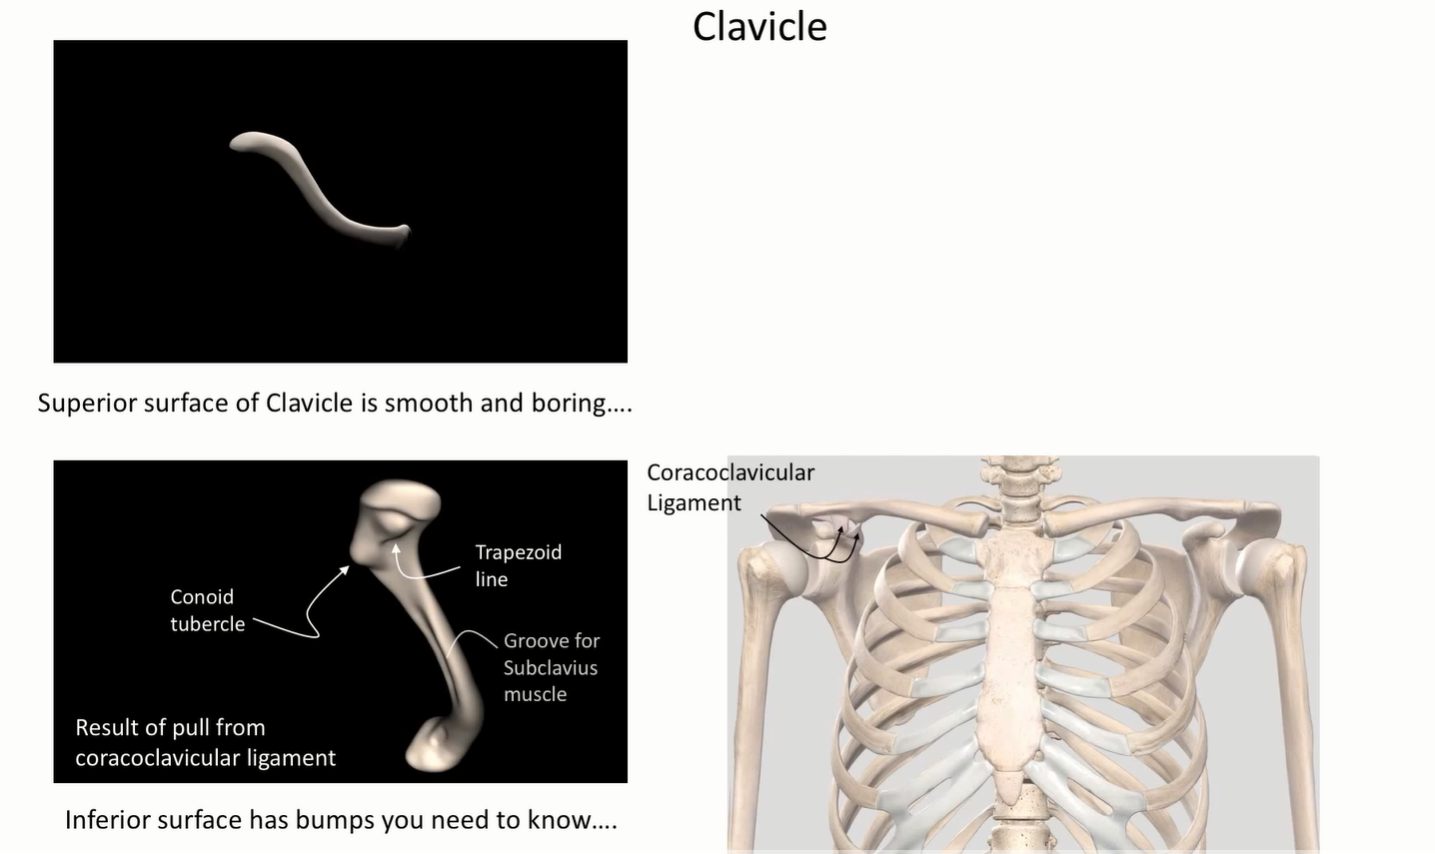 Clavicle
Superior surface of Clavicle is smooth and boring....
Coracoclavicular
Ligament
Trapezoid
line
Conoid
tubercle
Groove for
Subclavius
muscle
Result of pull from
coracoclavicular ligament
Inferior surface has bumps you need to know....